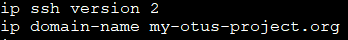 ip ssh version 2
ip domain-name my-otus-project.org